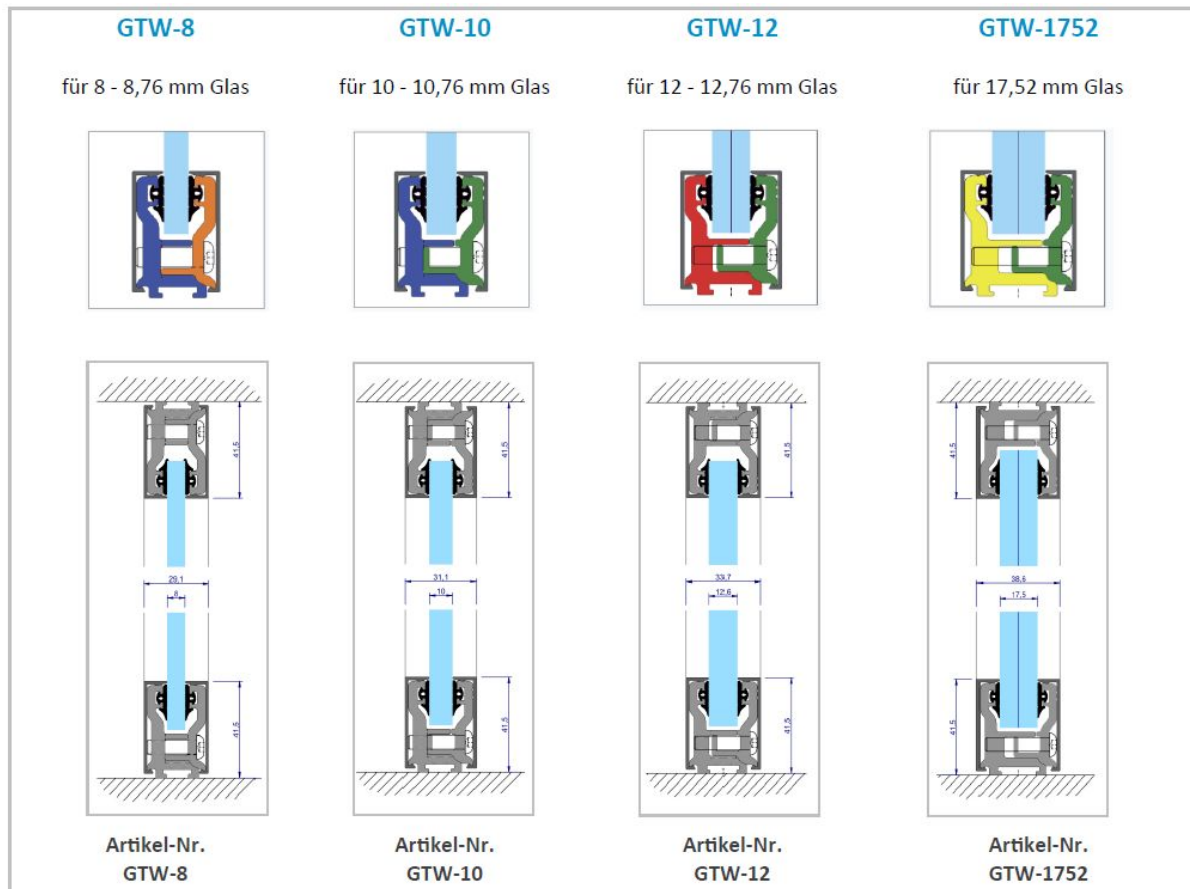 GTW-8 GTW-10 GTW-12 GTW-1752
für 8 - 8,76 mm Glas für 10 - 10,76 mm Glas für 12 - 12,76 mm Glas für 17,52 mm Glas
41,5 41,5 41,5 41,5
29,1 31,1 33,7 38,6
8 10 12,6 17,5
41,5 41,5 41,5 41,5
Artikel-Nr. Artikel-Nr. Artikel-Nr. Artikel-Nr.
GTW-8 GTW-10 GTW-12 GTW-1752